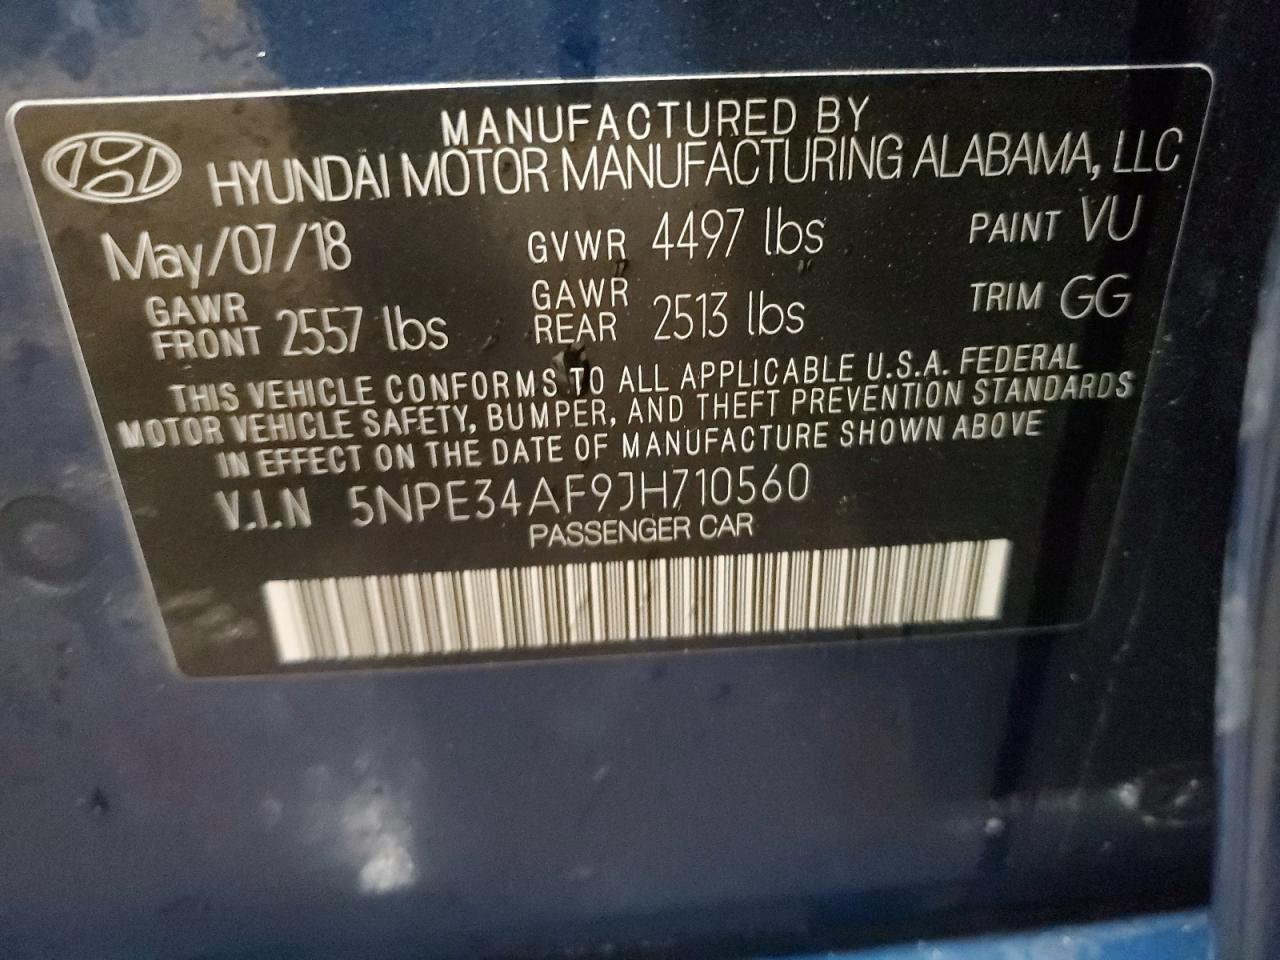 MANUFACTURED BY
HYUNDAI MOTOR MANUFACTURING ALABAMA, LLC
May/07/18 GVWR 4497 lbs PAINT VU
GAWR FRONT 2557 lbs GAWR REAR 2513 lbs TRIM GG
THIS VEHICLE CONFORMS TO ALL APPLICABLE U.S.A. FEDERAL
MOTOR VEHICLE SAFETY, BUMPER, AND THEFT PREVENTION STANDARDS
IN EFFECT ON THE DATE OF MANUFACTURE SHOWN ABOVE
V.I.N 5NPE34AF9JH710560
PASSENGER CAR